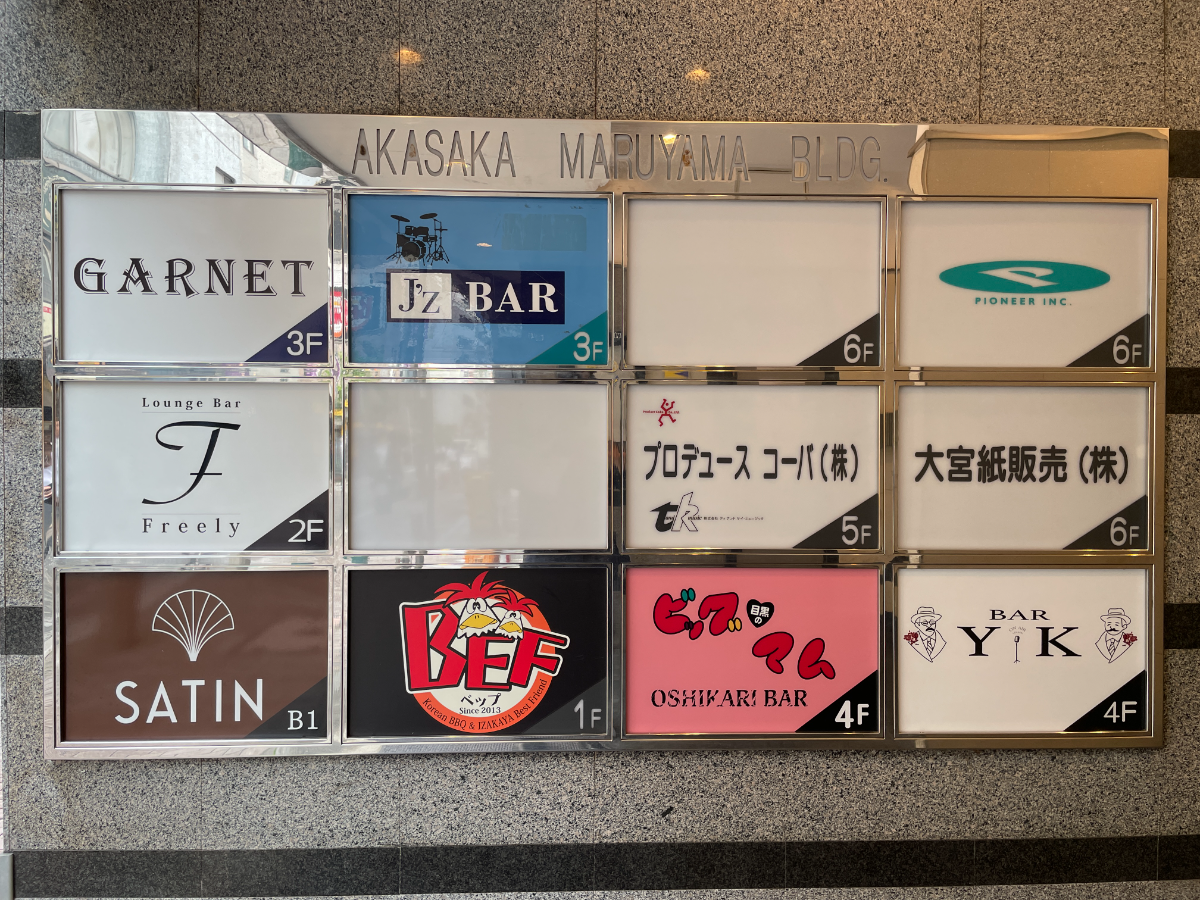 AKASAKA MARUYAMA BLDG.
GARNET
3F
J'z BAR
3F
6F
PIONEER INC.
6F
Lounge Bar
F
Freely
2F
プロデュース コーバ(株)
tk
5F
大宮紙販売(株)
6F
SATIN
B1
BEF
ペップ
Since 2013
Korean BBQ & IZAKAYA Best Friend
1F
ビッグ
目黒の
マム
OSHIKARI BAR
4F
BAR
Y K
4F